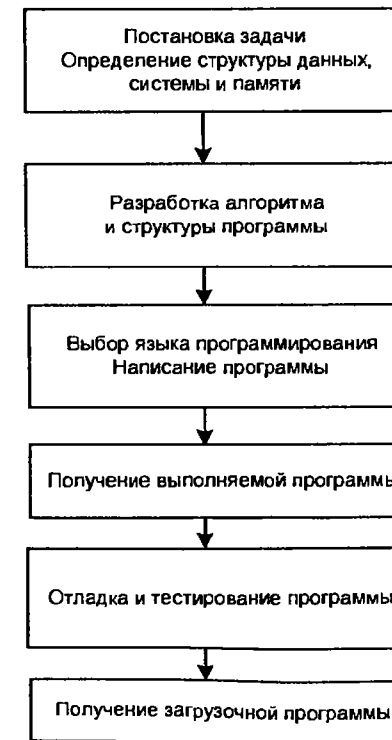 Постановка задачи
Определение структуры данных,
системы и памяти
Разработка алгоритма
и структуры программы
Выбор языка программирования
Написание программы
Получение выполняемой программы
Отладка и тестирование программы
Получение загрузочной программы